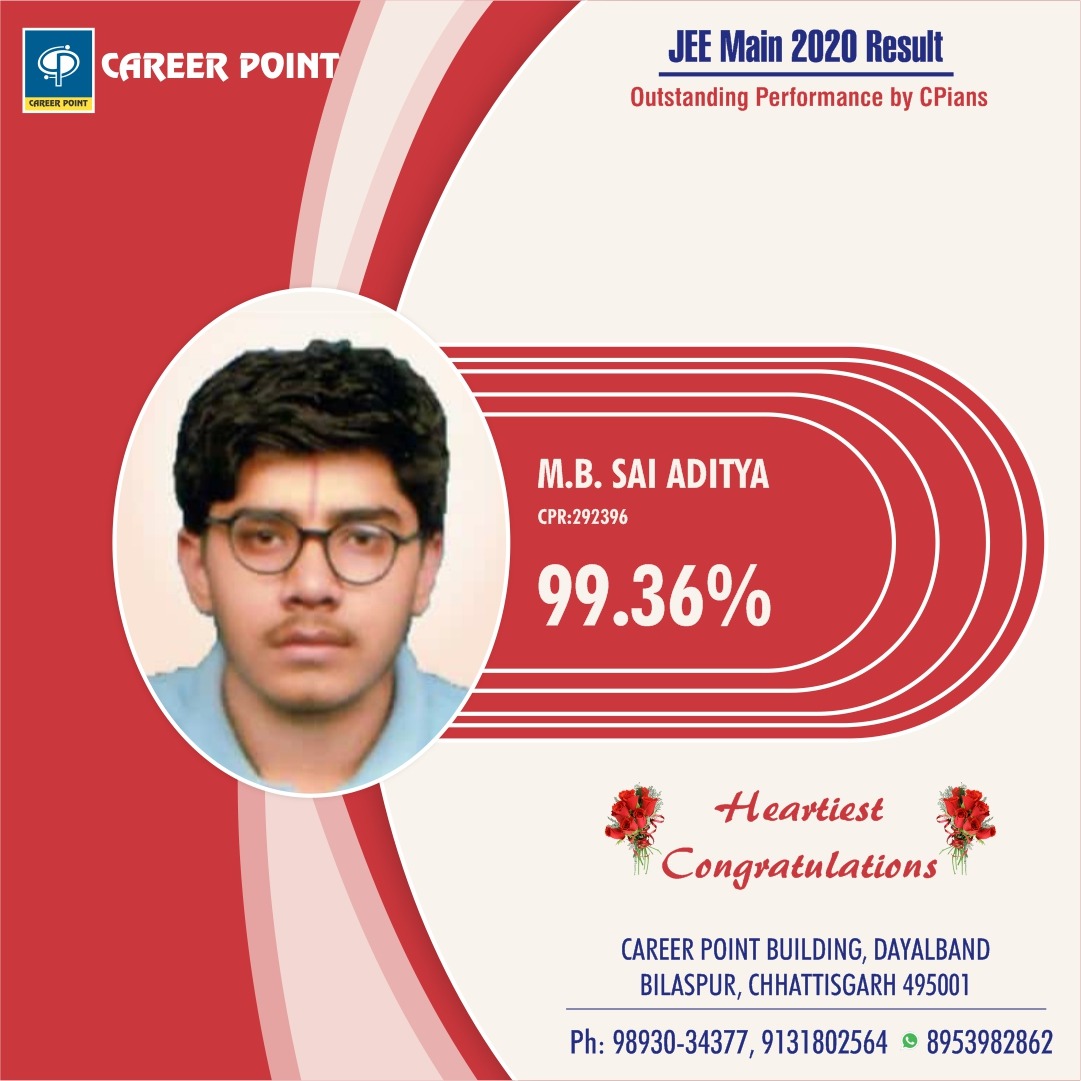 CAREER POINT
CAREER POINT
JEE Main 2020 Result
Outstanding Performance by CPians
M.B. SAI ADITYA
CPR:292396
99.36%
Heartiest
Congratulations
CAREER POINT BUILDING, DAYALBAND
BILASPUR, CHHATTISGARH 495001
Ph: 98930-34377, 9131802564 8953982862